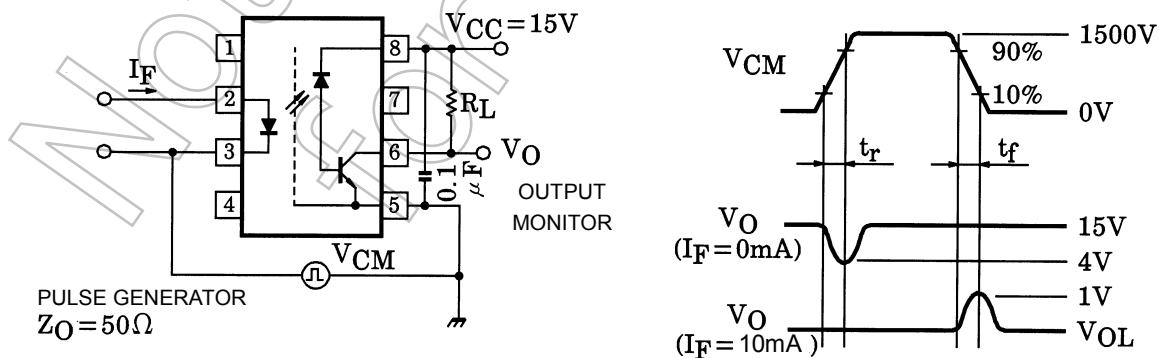 No
for
V_CC=15V
1
8
I_F
2
7
R_L
3
6
V_O
0.1 μF
4
5
OUTPUT
MONITOR
V_CM
PULSE GENERATOR
Z_O=50Ω
1500V
90%
V_CM
10%
0V
t_r
t_f
V_O
(I_F=0mA)
15V
4V
1V
V_O
(I_F=10mA)
V_OL